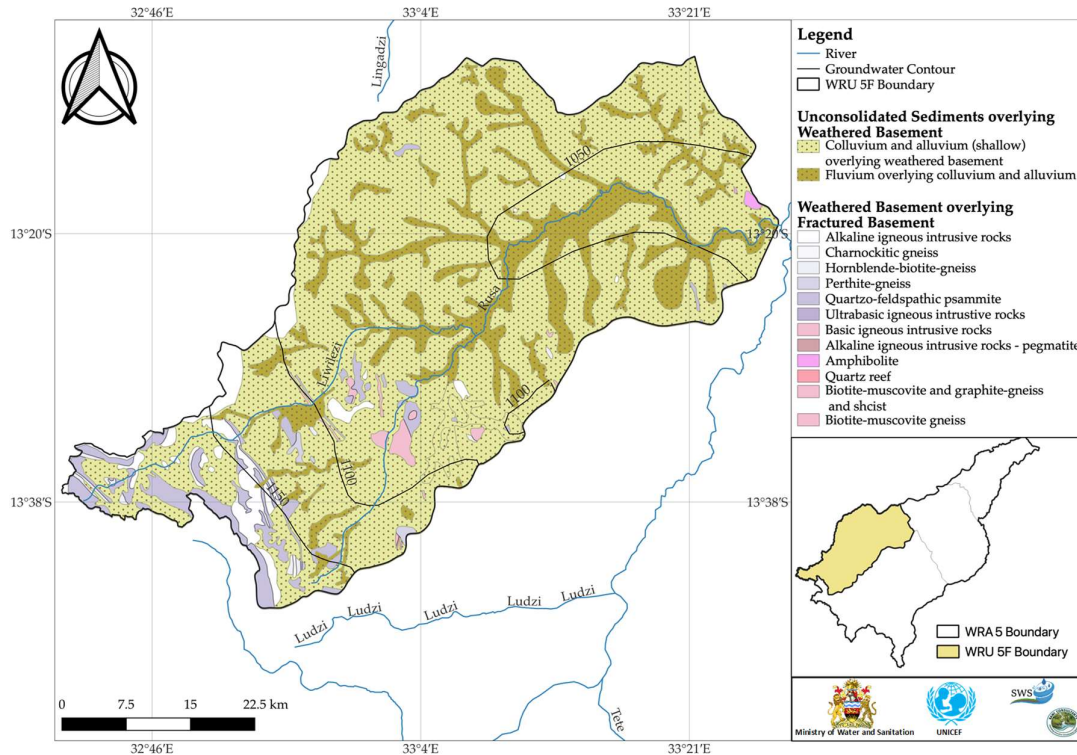 32°46'E
33°4'E
33°21'E
Lingadzi
1050
13°20'S
13°20'S
Rusa
Liwilezi
1100
1100
1150
13°38'S
13°38'S
Ludzi
Ludzi
Ludzi
Ludzi
Ludzi
Tete
0 7.5 15 22.5 km
32°46'E
33°4'E
33°21'E
Legend
River
Groundwater Contour
WRU 5F Boundary
Unconsolidated Sediments overlying
Weathered Basement
Colluvium and alluvium (shallow)
overlying weathered basement
Fluvium overlying colluvium and alluvium
Weathered Basement overlying
Fractured Basement
Alkaline igneous intrusive rocks
Charnockitic gneiss
Hornblende-biotite-gneiss
Perthite-gneiss
Quartzo-feldspathic psammite
Ultrabasic igneous intrustive rocks
Basic igneous intrusive rocks
Alkaline igneous intrusive rocks - pegmatite
Amphibolite
Quartz reef
Biotite-muscovite and graphite-gneiss
and shcist
Biotite-muscovite gneiss
WRA 5 Boundary
WRU 5F Boundary
Ministry of Water and Sanitation
UNICEF
SWS